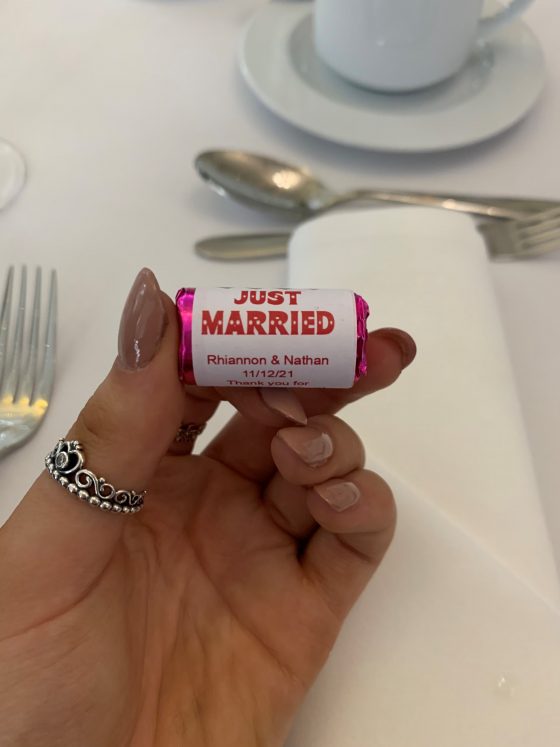 JUST
MARRIED
Rhiannon & Nathan
11/12/21
Thank you for